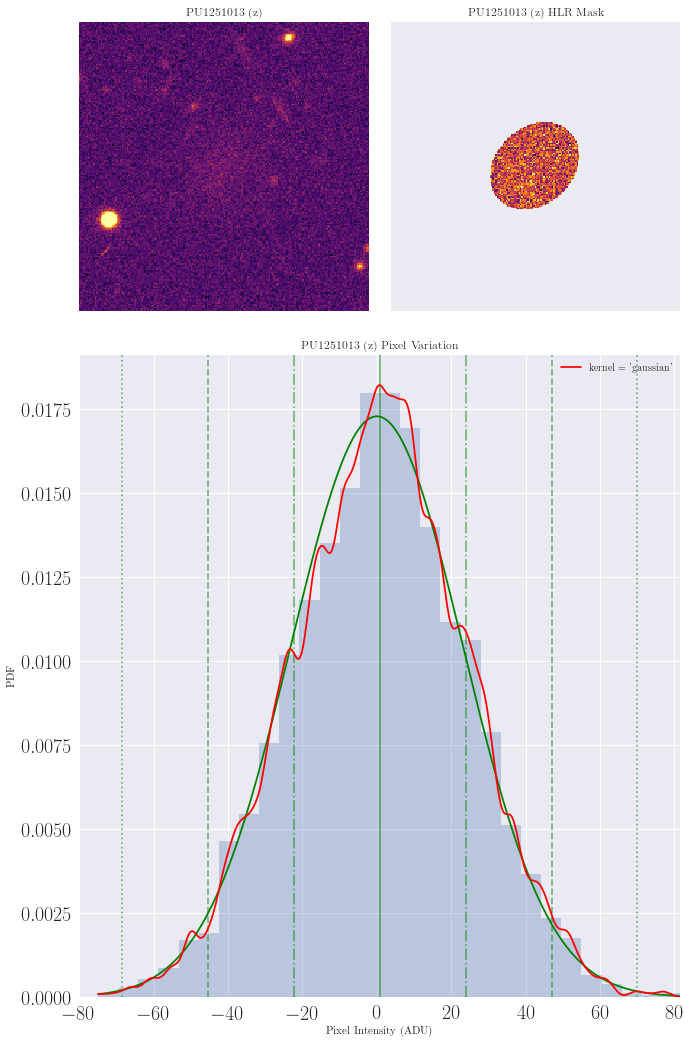 PU1251013 (z)
PU1251013 (z) HLR Mask
PU1251013 (z) Pixel Variation
kernel = 'gaussian'
0.0175
0.0150
0.0125
0.0100
0.0075
0.0050
0.0025
0.0000
PDF
−80 −60 −40 −20 0 20 40 60 80
Pixel Intensity (ADU)